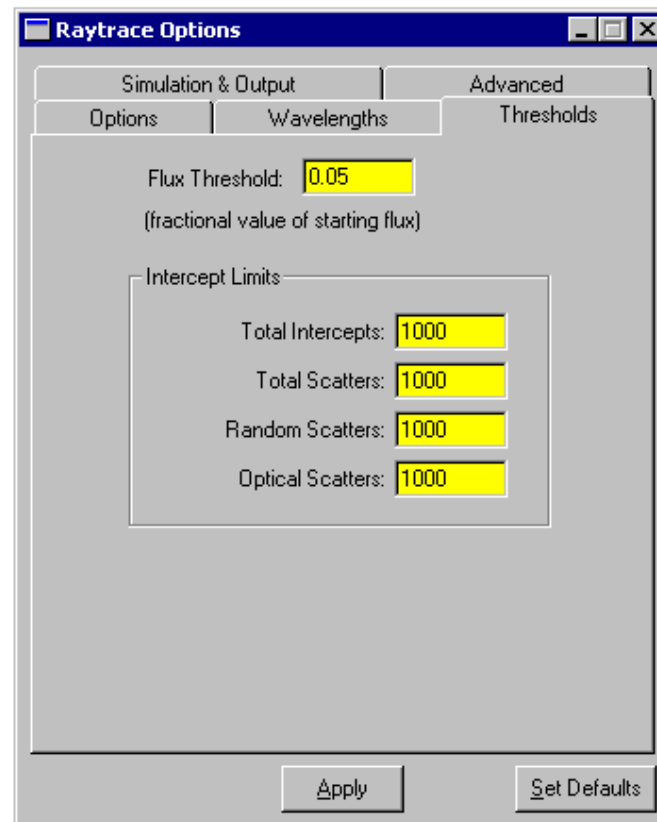 Raytrace Options
Simulation & Output
Advanced
Options
Wavelengths
Thresholds
Flux Threshold: 0.05
(fractional value of starting flux)
Intercept Limits
Total Intercepts: 1000
Total Scatters: 1000
Random Scatters: 1000
Optical Scatters: 1000
Apply
Set Defaults